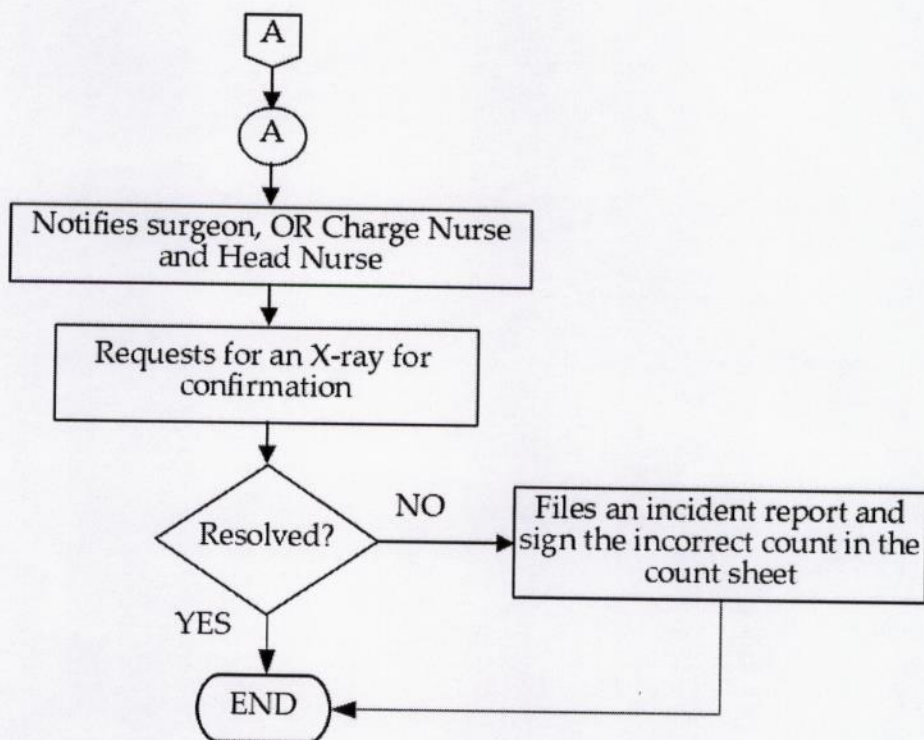 A
A
Notifies surgeon, OR Charge Nurse
and Head Nurse
Requests for an X-ray for
confirmation
Resolved?
NO
Files an incident report and
sign the incorrect count in the
count sheet
YES
END